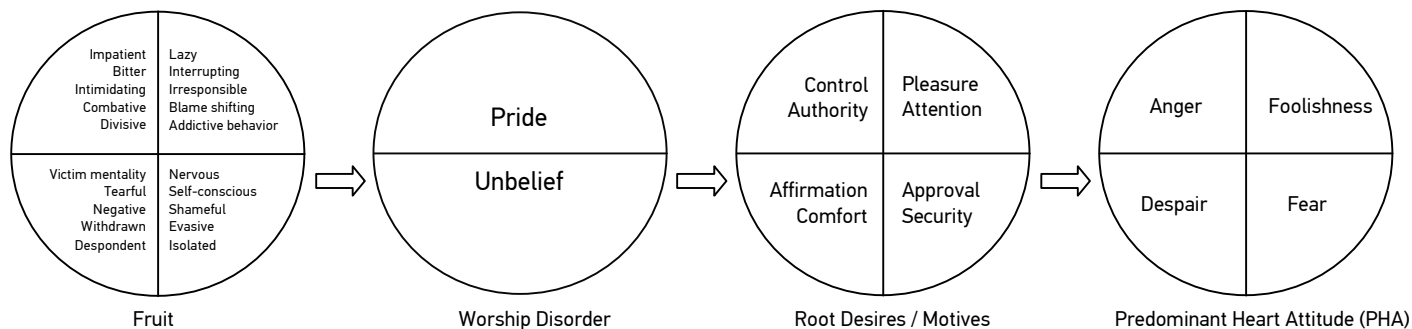 Impatient
Bitter
Intimidating
Combative
Divisive
Lazy
Interrupting
Irresponsible
Blame shifting
Addictive behavior
Victim mentality
Tearful
Negative
Withdrawn
Despondent
Nervous
Self-conscious
Shameful
Evasive
Isolated
Fruit
Pride
Unbelief
Worship Disorder
Control
Authority
Pleasure
Attention
Affirmation
Comfort
Approval
Security
Root Desires / Motives
Anger
Foolishness
Despair
Fear
Predominant Heart Attitude (PHA)